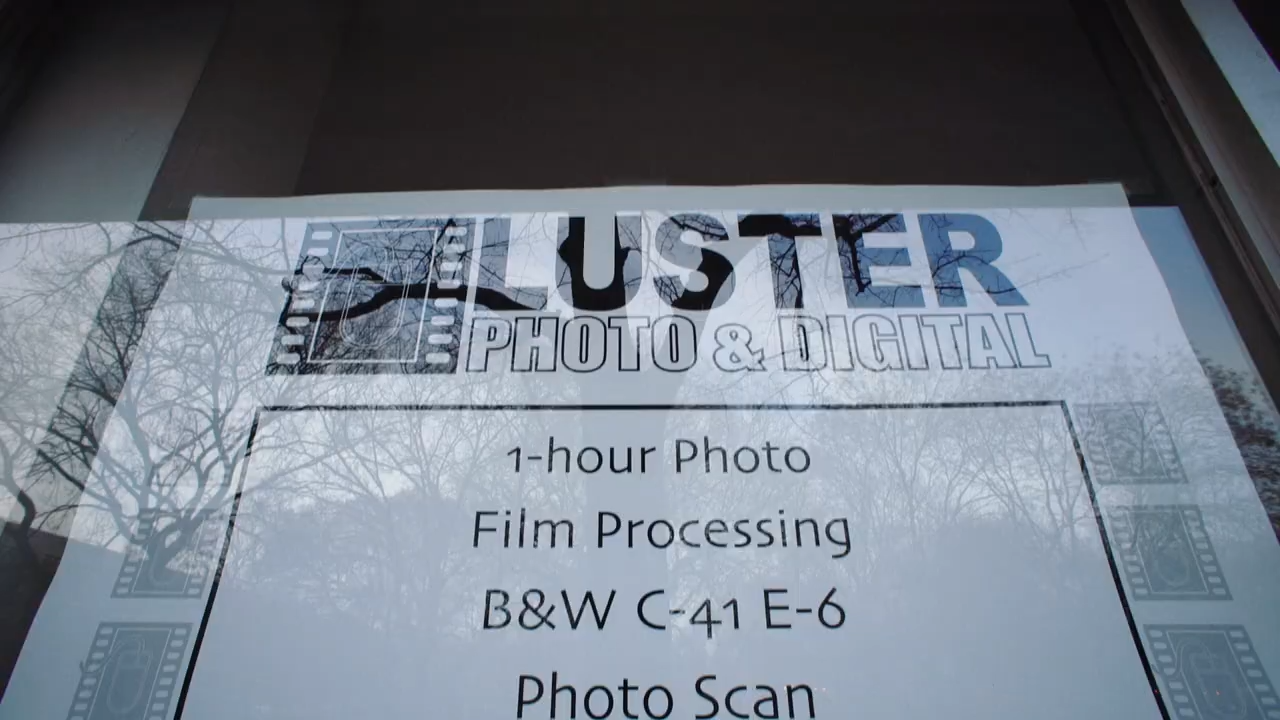 LUSTER
PHOTO & DIGITAL
1-hour Photo
Film Processing
B&W C-41 E-6
Photo Scan